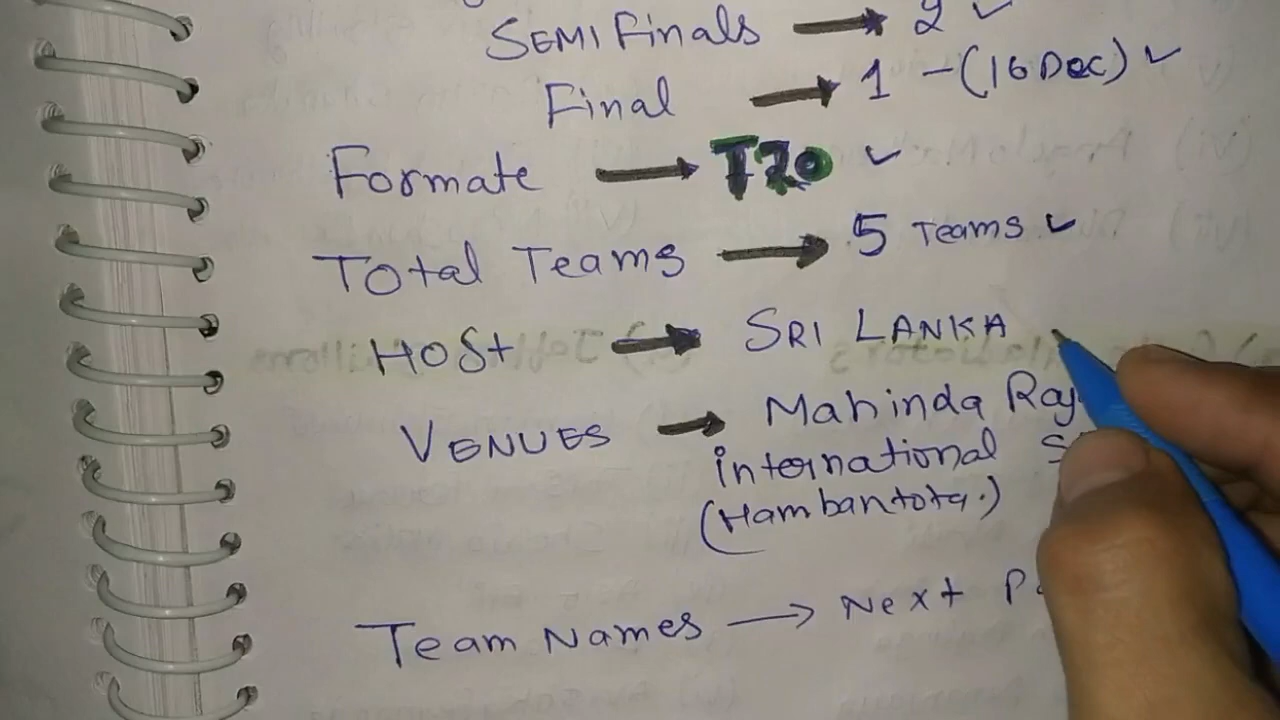 SEMI Finals → 2 ✓
Final → 1 - (16 Dec) ✓
Formate → T20 ✓
Total Teams → 5 Teams ✓
HOSt → SRI LANKA
VENUES → Mahinda
international
(Hambantota.)
Team Names → Next